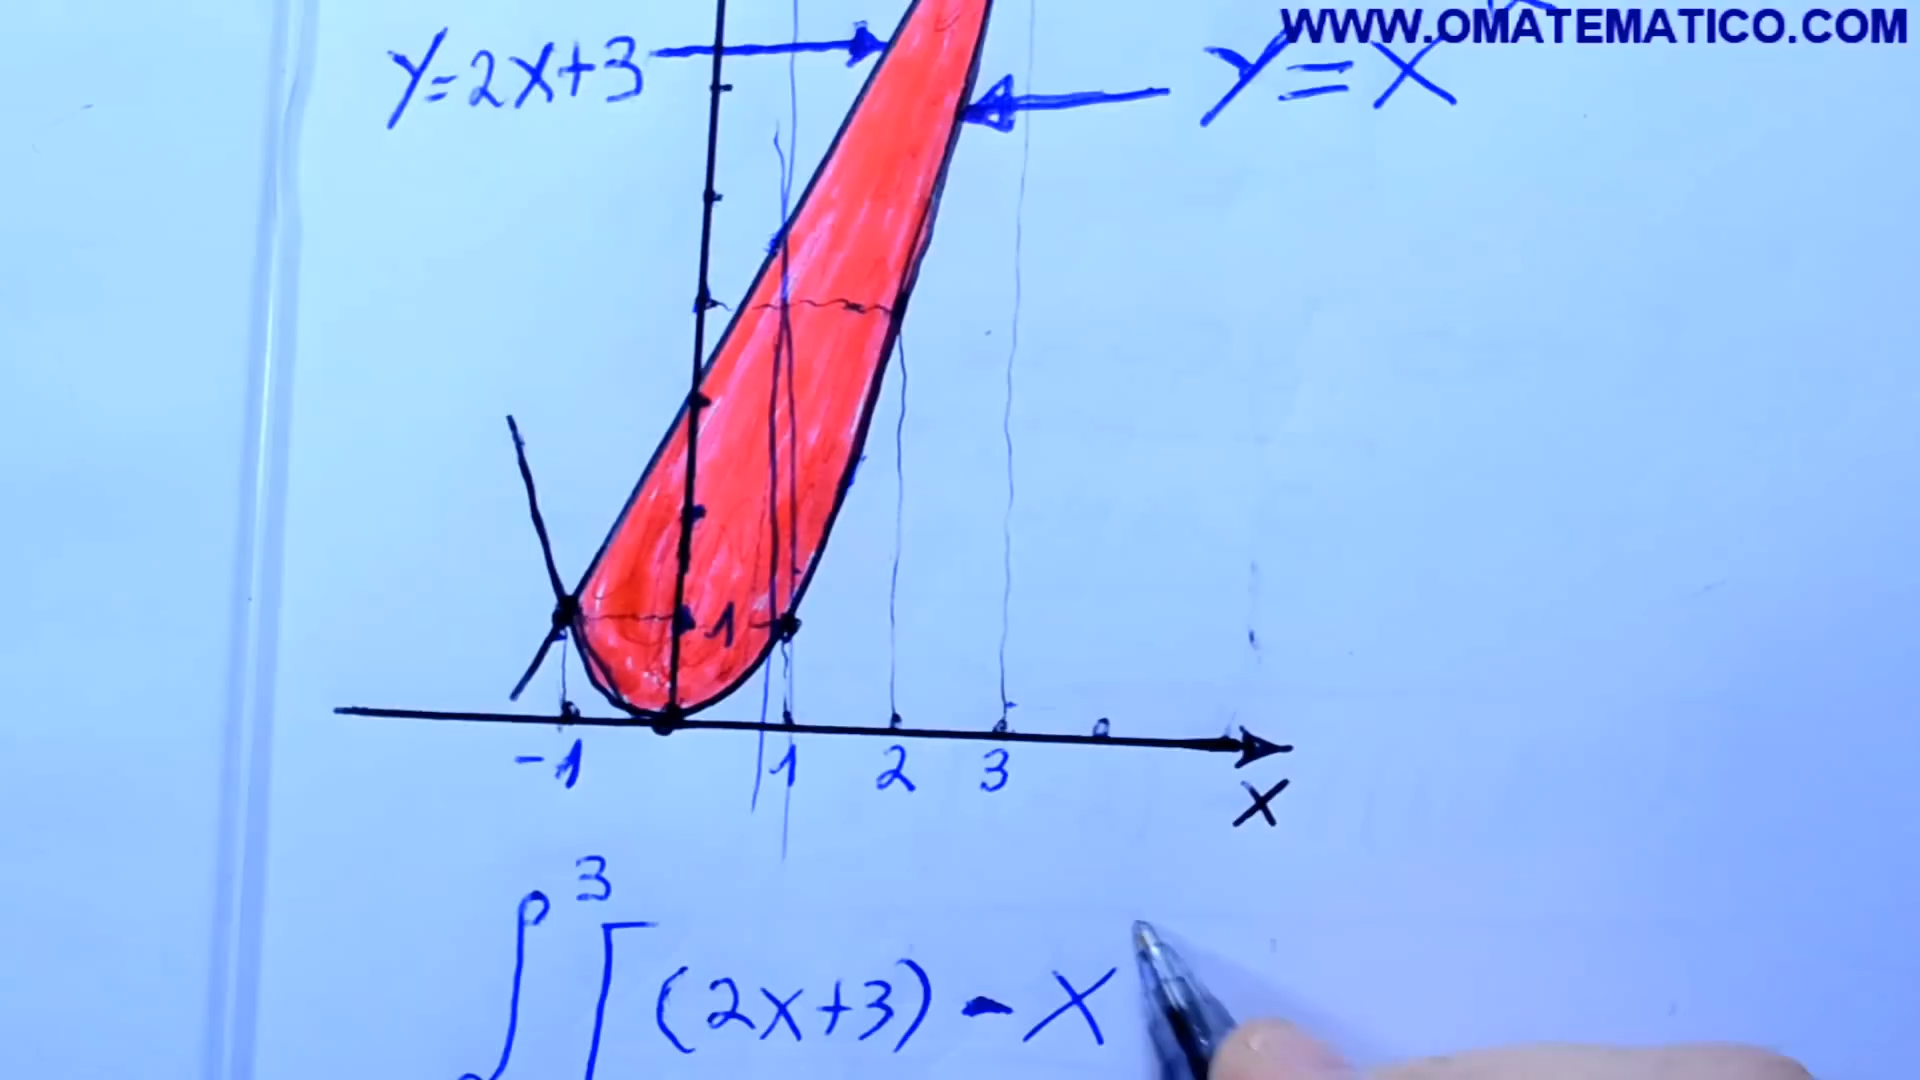 WWW.OMATEMATICO.COM
y=2x+3
y=x
1
-1 1 2 3
x
∫ 3 [ (2x+3) - x